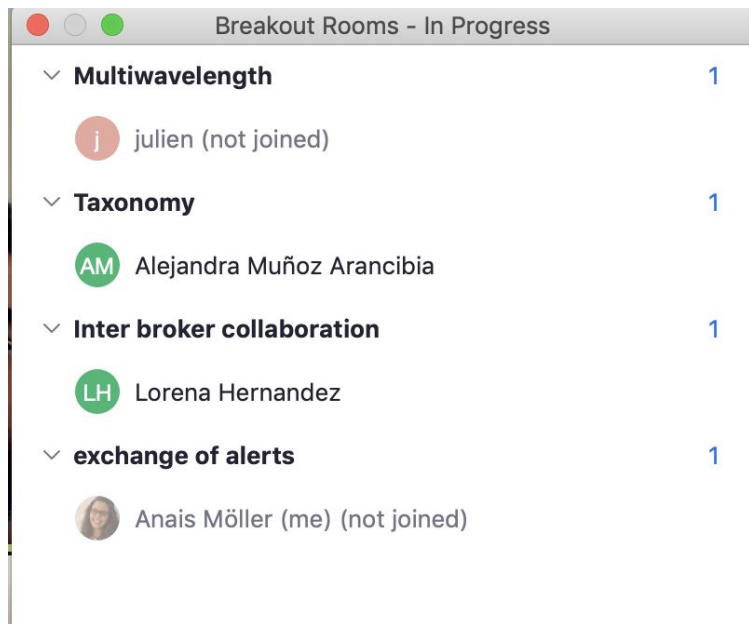 Breakout Rooms - In Progress
Multiwavelength 1
j julien (not joined)
Taxonomy 1
AM Alejandra Muñoz Arancibia
Inter broker collaboration 1
LH Lorena Hernandez
exchange of alerts 1
Anais Möller (me) (not joined)